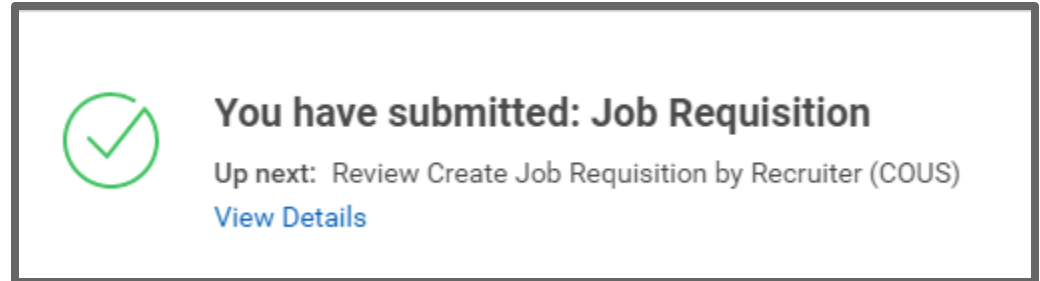 You have submitted: Job Requisition
Up next: Review Create Job Requisition by Recruiter (COUS)
View Details